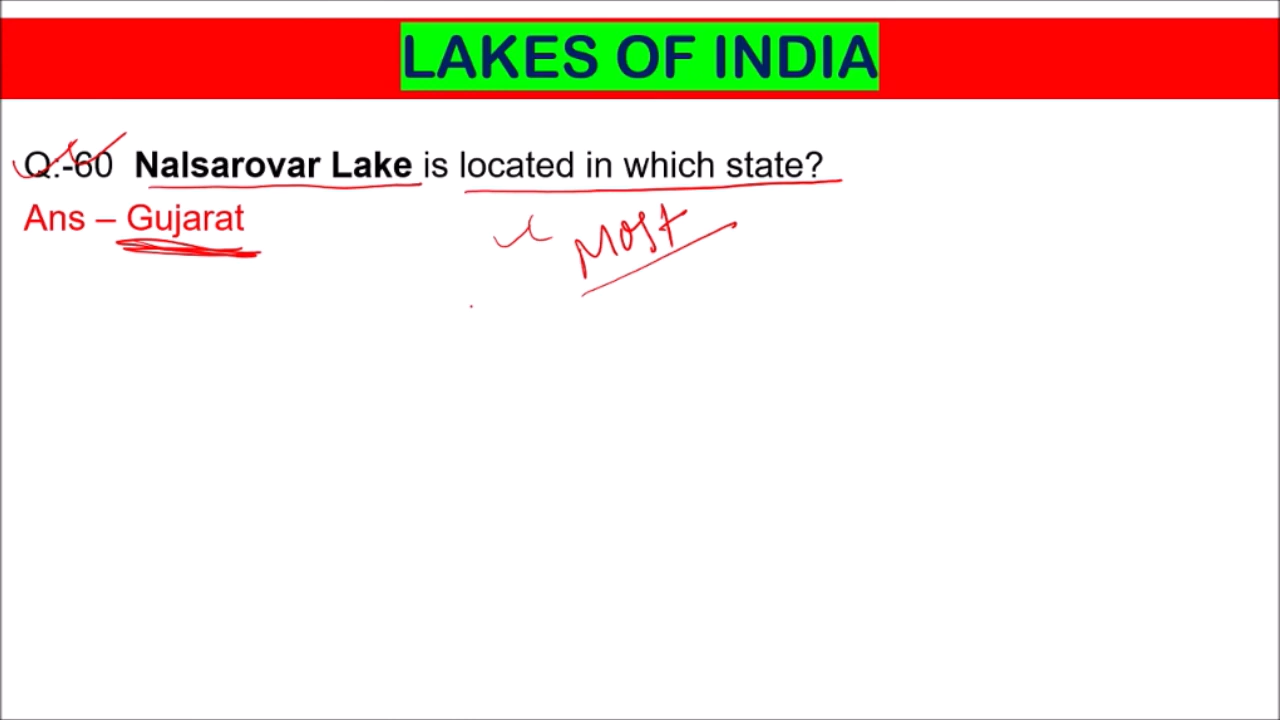 LAKES OF INDIA
Q.-60 Nalsarovar Lake is located in which state?
Ans – Gujarat
Most